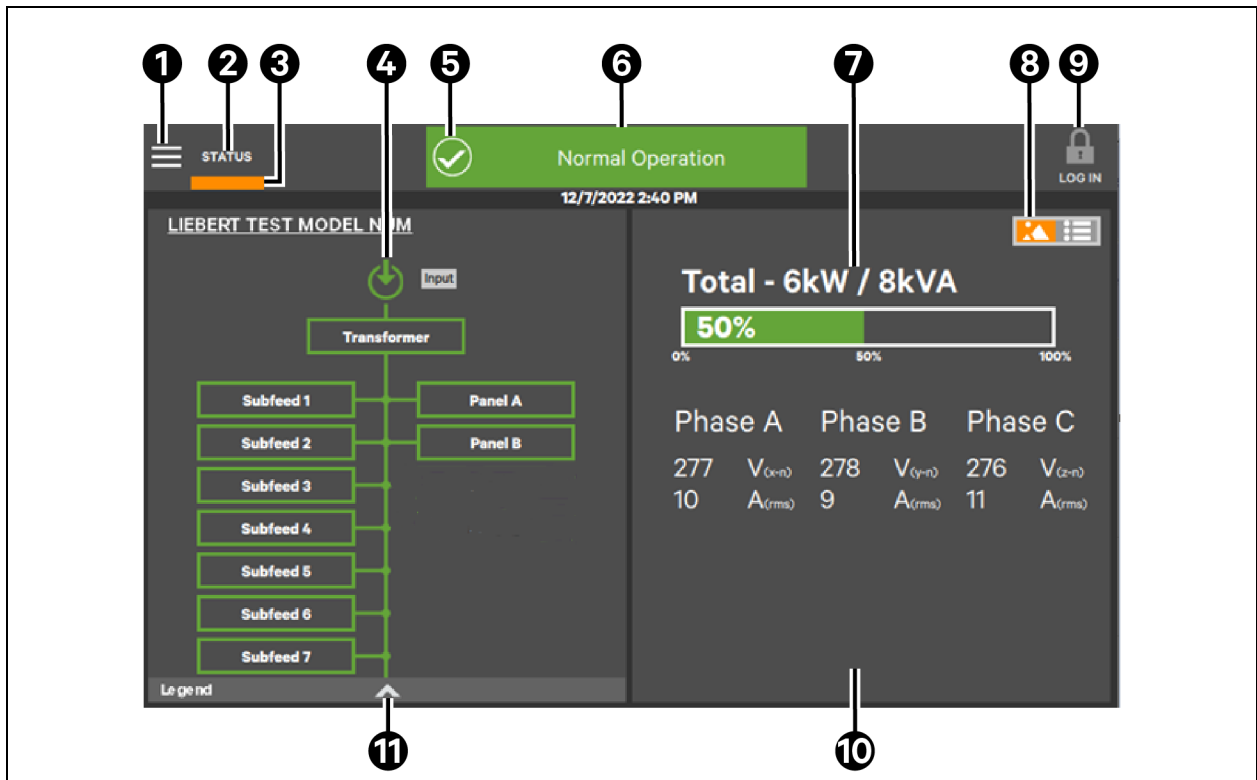 1 2 3 4 5 6 7 8 9
STATUS
Normal Operation
LOG IN
12/7/2022 2:40 PM
LIEBERT TEST MODEL NUM
Input
Transformer
Subfeed 1 Panel A
Subfeed 2 Panel B
Subfeed 3
Subfeed 4
Subfeed 5
Subfeed 6
Subfeed 7
Legend
Total - 6kW / 8kVA
50%
0% 50% 100%
Phase A Phase B Phase C
277 V(x-n) 278 V(y-n) 276 V(z-n)
10 A(rms) 9 A(rms) 11 A(rms)
11 10